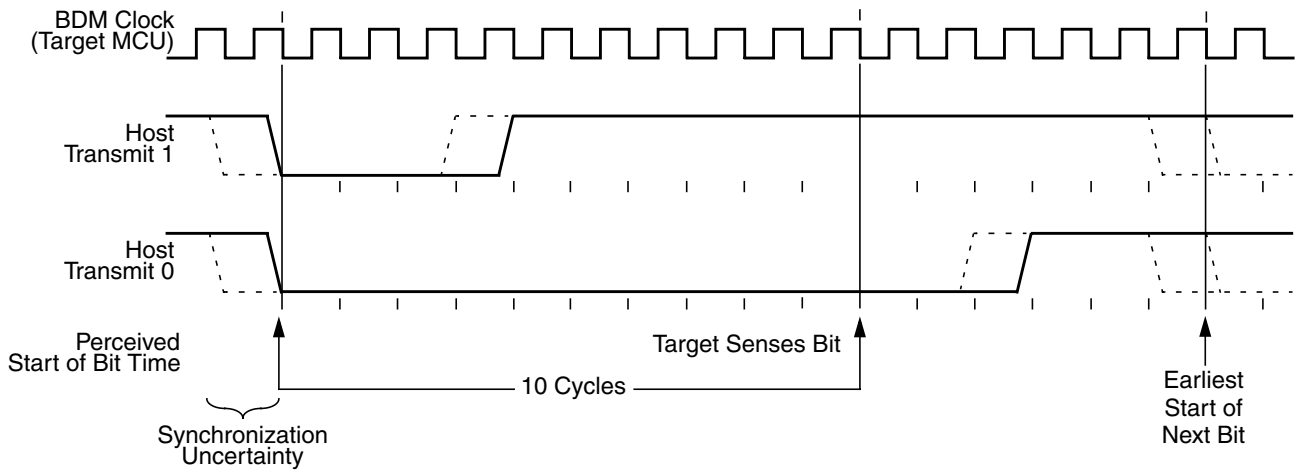 BDM Clock
(Target MCU)
Host
Transmit 1
Host
Transmit 0
Perceived
Start of Bit Time
Target Senses Bit
10 Cycles
Earliest
Start of
Next Bit
Synchronization
Uncertainty